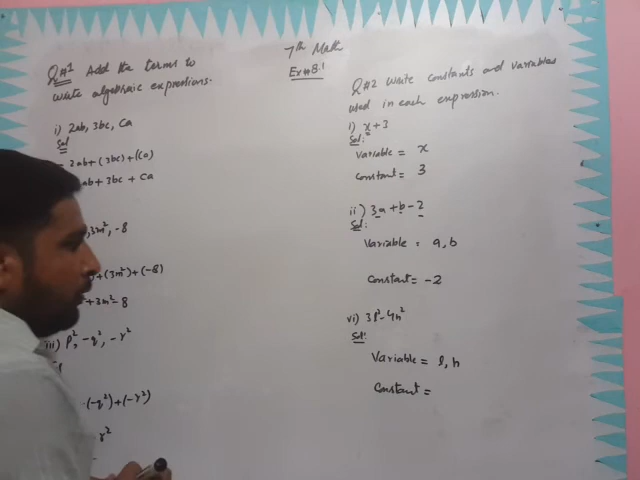 7th Math
Ex#8.1
Q#1 Add the terms to
write algebraic expressions.
i) 2ab, 3bc, Ca
Sol
= 2ab+(3bc)+(Ca)
ab + 3bc + Ca
, 3m², -8
+(3m²)+(-8)
+3m²-8
iii) p², -q², -r²
(-q²)+(-r²)
r²
Q#2 Write constants and variables
used in each expression.
i) x+3
Sol:
Variable = x
Constant = 3
ii) 3a+b-2
Sol:
Variable = a, b
Constant = -2
vi) 3l²-4n²
Sol:
Variable = l, n
Constant =